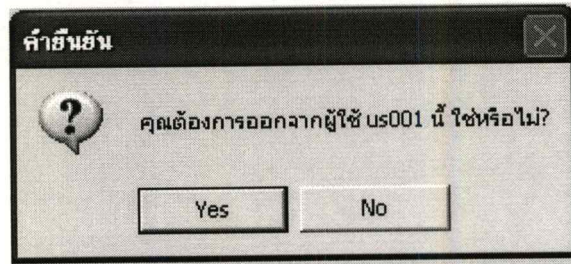 คำยืนยัน
?
คุณต้องการออกจากผู้ใช้ us001 นี้ ใช่หรือไม่?
Yes
No